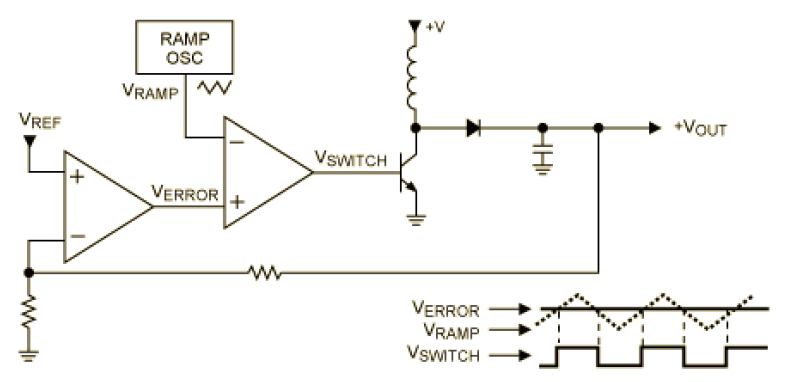 +V
RAMP
OSC
VRAMP
VREF
−
VSWITCH
+VOUT
+
VERROR
+
−
VERROR
VRAMP
VSWITCH